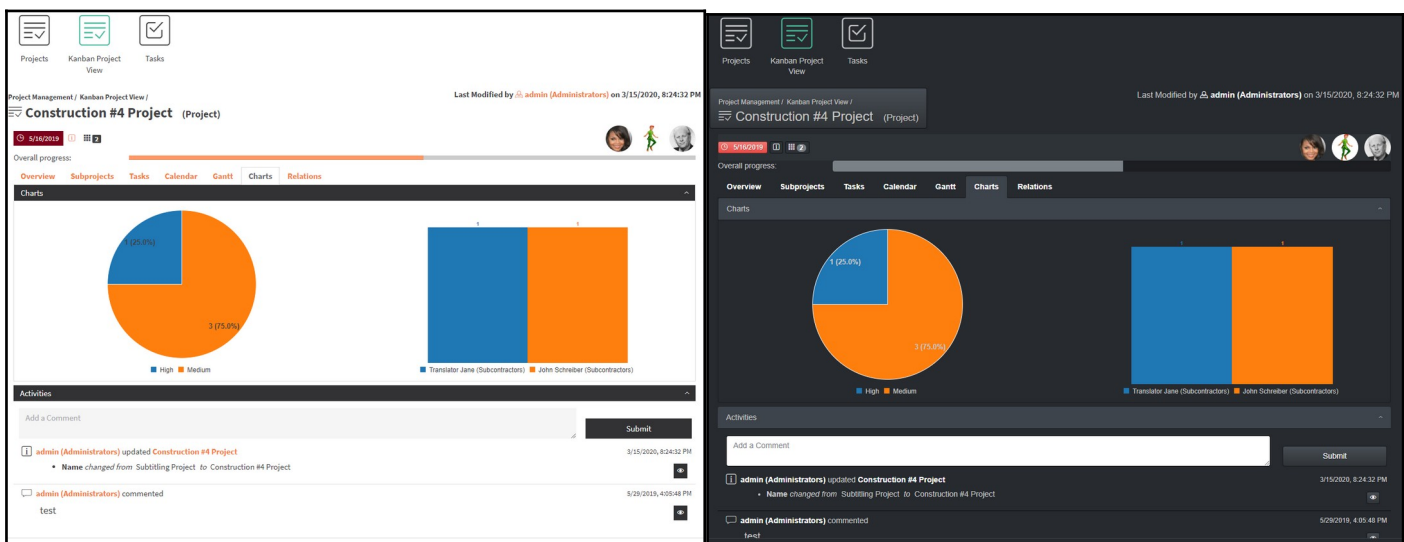 Projects
Kanban Project
View
Tasks
Project Management / Kanban Project View /
Last Modified by admin (Administrators) on 3/15/2020, 8:24:32 PM
Construction #4 Project (Project)
5/16/2019 2
Overall progress:
Overview Subprojects Tasks Calendar Gantt Charts Relations
Charts
1 (25.0%)
3 (75.0%)
High Medium
1 1
Translator Jane (Subcontractors) John Schreiber (Subcontractors)
Activities
Add a Comment
Submit
admin (Administrators) updated Construction #4 Project
3/15/2020, 8:24:32 PM
• Name changed from Subtitling Project to Construction #4 Project
admin (Administrators) commented
5/29/2019, 4:05:48 PM
test
Projects
Kanban Project
View
Tasks
Project Management / Kanban Project View /
Last Modified by admin (Administrators) on 3/15/2020, 8:24:32 PM
Construction #4 Project (Project)
5/16/2019 2
Overall progress:
Overview Subprojects Tasks Calendar Gantt Charts Relations
Charts
1 (25.0%)
3 (75.0%)
High Medium
1 1
Translator Jane (Subcontractors) John Schreiber (Subcontractors)
Activities
Add a Comment
Submit
admin (Administrators) updated Construction #4 Project
3/15/2020, 8:24:32 PM
• Name changed from Subtitling Project to Construction #4 Project
admin (Administrators) commented
5/29/2019, 4:05:48 PM
test